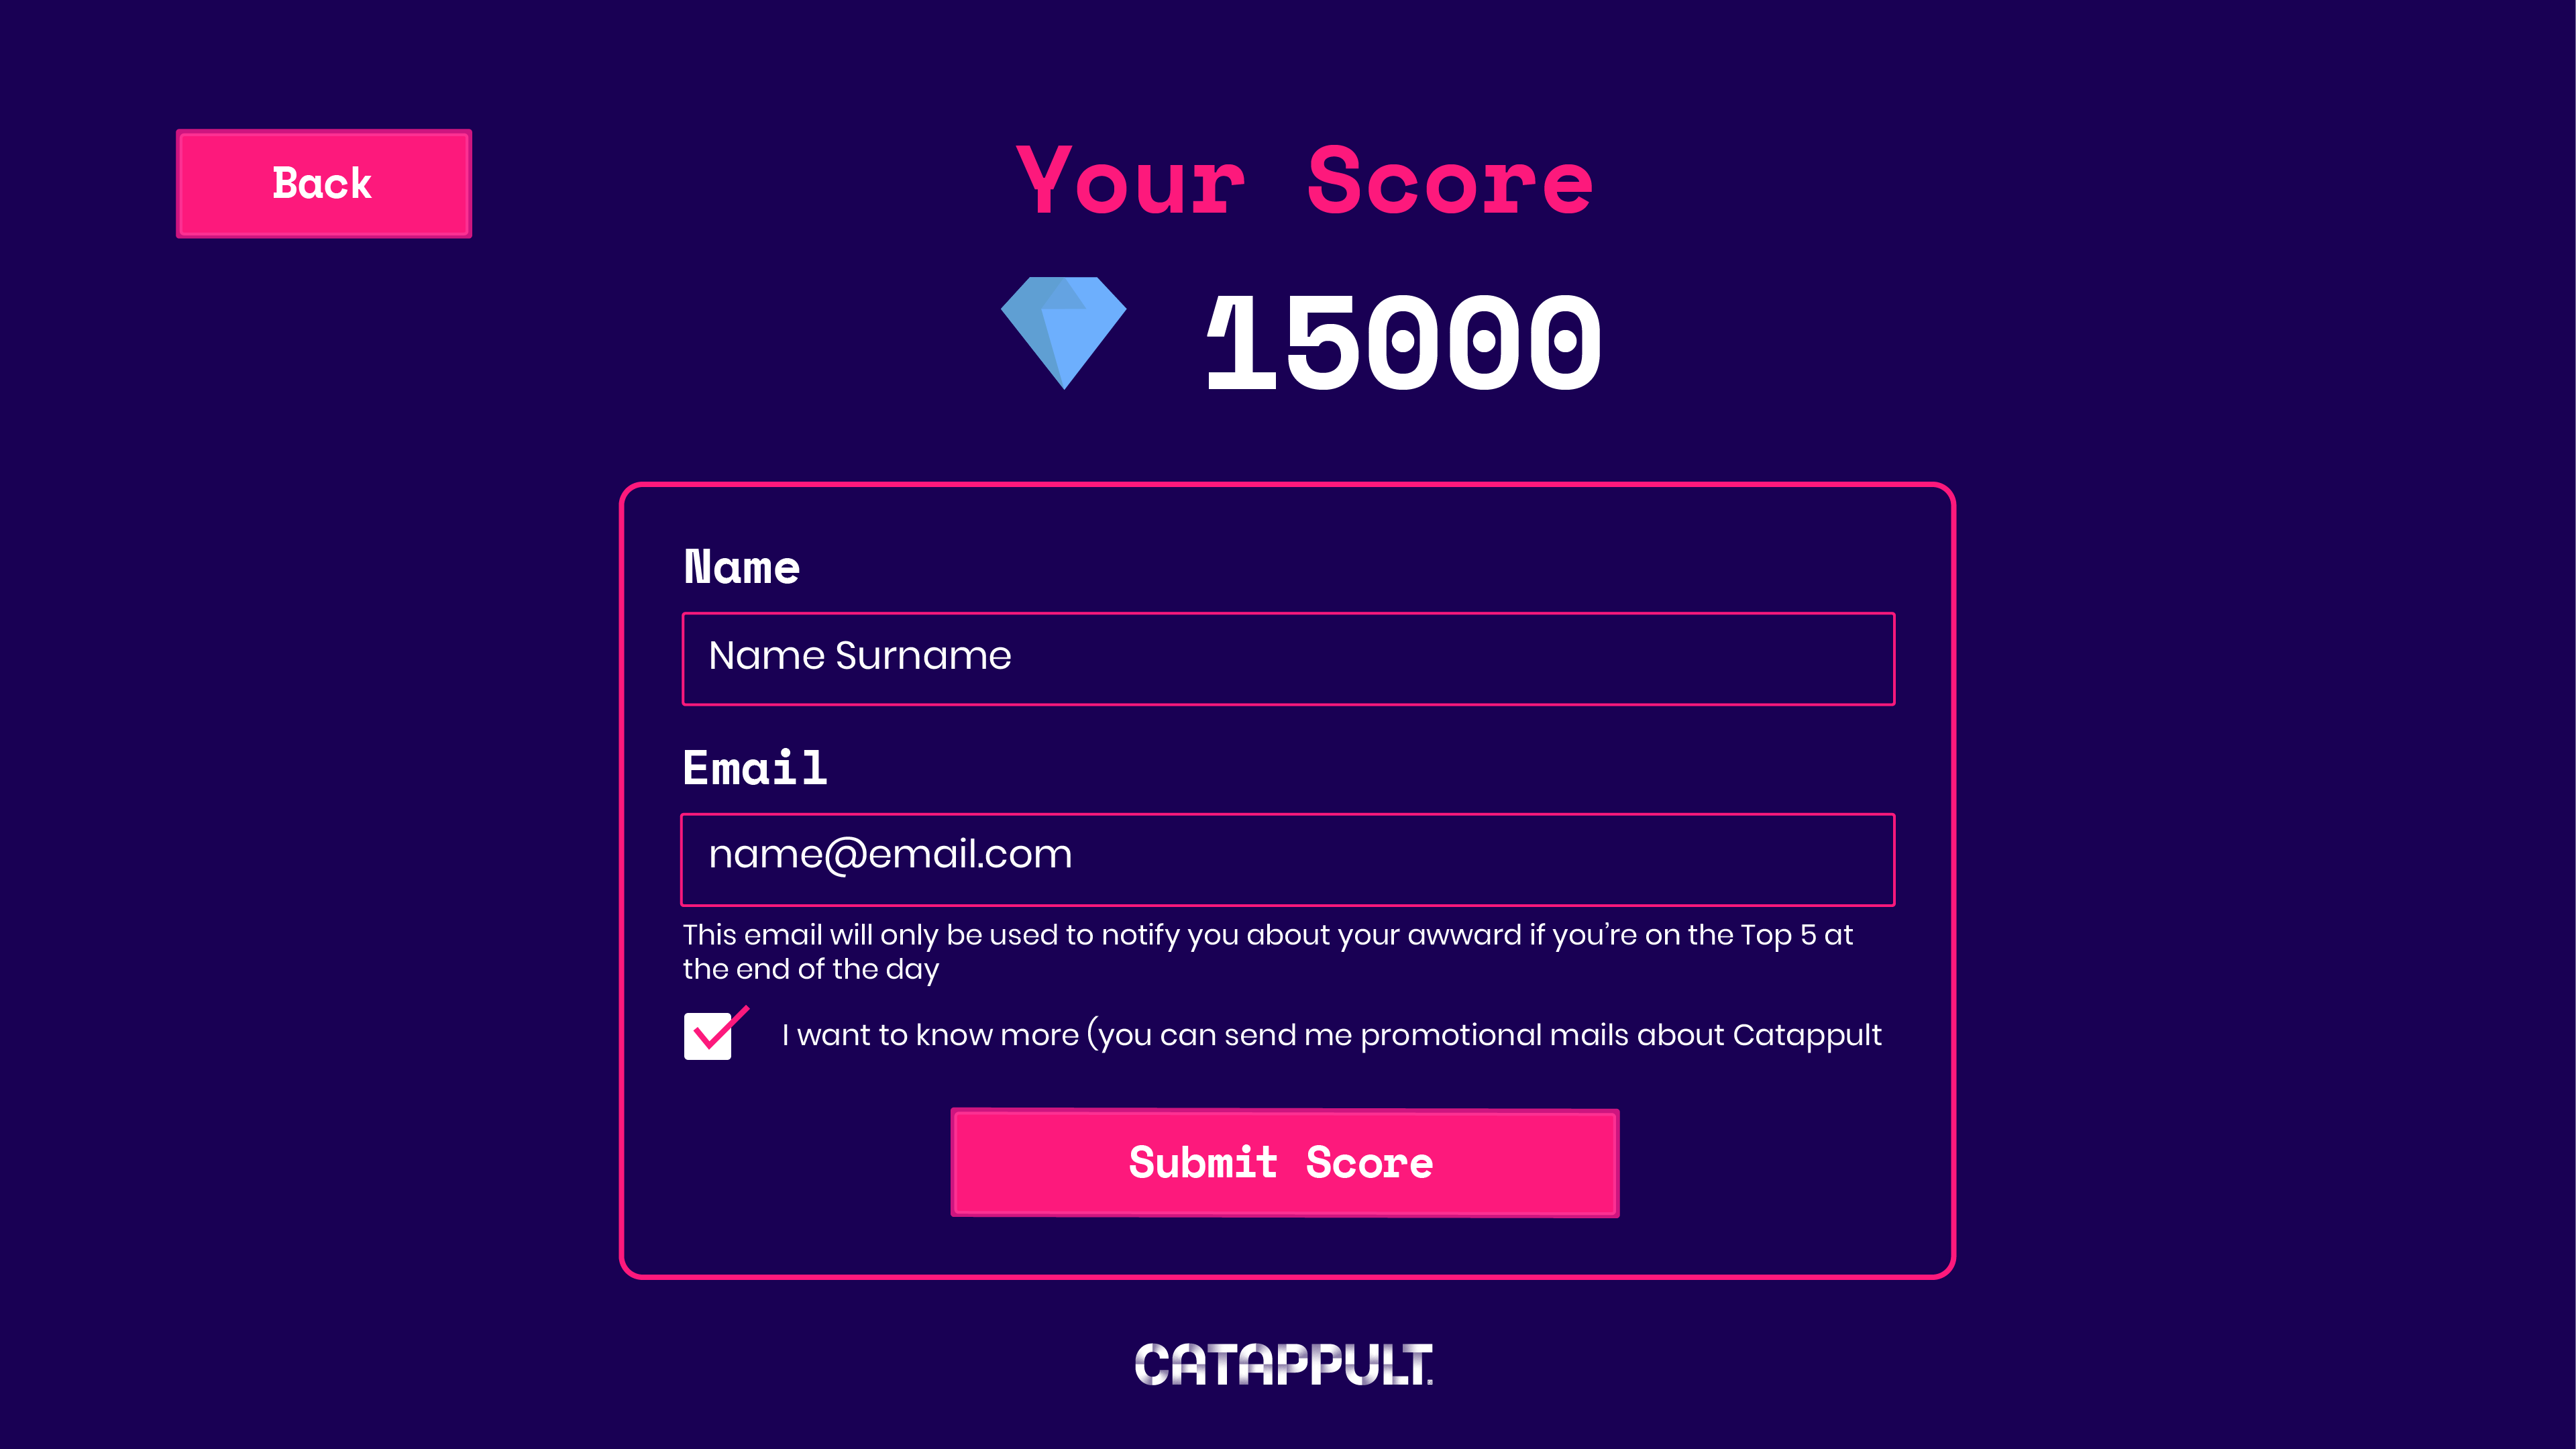 Back
Your Score
15000
Name
Name Surname
Email
name@email.com
This email will only be used to notify you about your awward if you’re on the Top 5 at
the end of the day
I want to know more (you can send me promotional mails about Catappult
Submit Score
CATAPPULT.